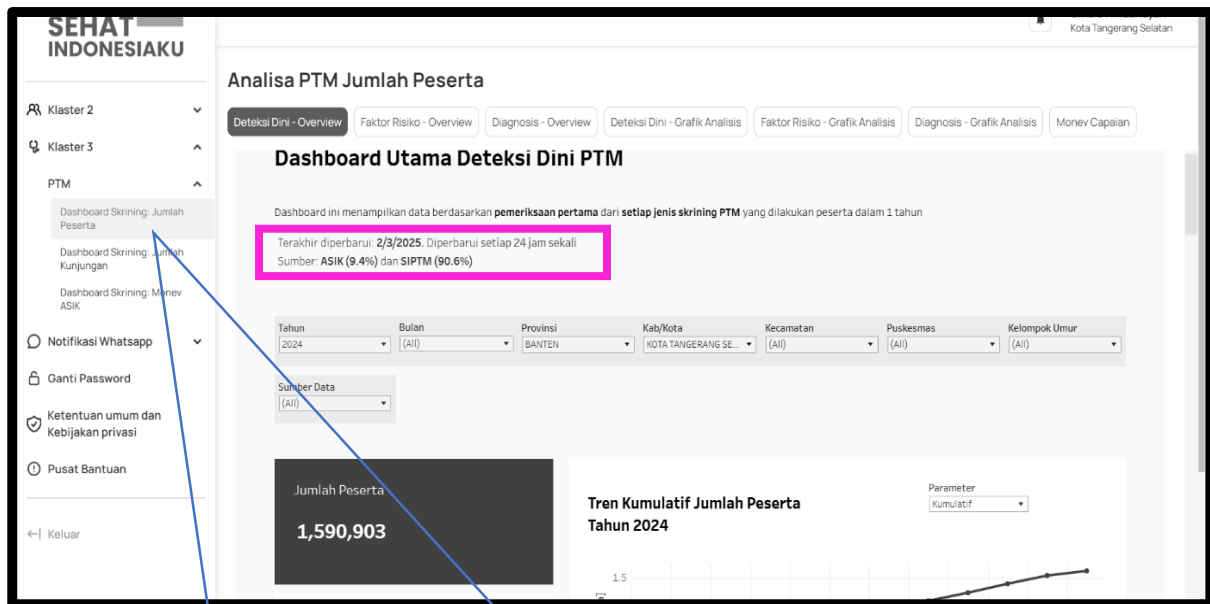 SEHAT
INDONESIAKU
Kota Tangerang Selatan
Analisa PTM Jumlah Peserta
Klaster 2
Klaster 3
PTM
Dashboard Skrining: Jumlah
Peserta
Dashboard Skrining: Jumlah
Kunjungan
Dashboard Skrining: Monev
ASIK
Notifikasi Whatsapp
Ganti Password
Ketentuan umum dan
Kebijakan privasi
Pusat Bantuan
Keluar
Deteksi Dini - Overview
Faktor Risiko - Overview
Diagnosis - Overview
Deteksi Dini - Grafik Analisis
Faktor Risiko - Grafik Analisis
Diagnosis - Grafik Analisis
Monev Capaian
Dashboard Utama Deteksi Dini PTM
Dashboard ini menampilkan data berdasarkan pemeriksaan pertama dari setiap jenis skrining PTM yang dilakukan peserta dalam 1 tahun
Terakhir diperbarui: 2/3/2025. Diperbarui setiap 24 jam sekali
Sumber: ASIK (9.4%) dan SIPTM (90.6%)
Tahun
2024
Bulan
(All)
Provinsi
BANTEN
Kab/Kota
KOTA TANGERANG SE...
Kecamatan
(All)
Puskesmas
(All)
Kelompok Umur
(All)
Sumber Data
(All)
Jumlah Peserta
1,590,903
Tren Kumulatif Jumlah Peserta
Tahun 2024
Parameter
Kumulatif
1.5